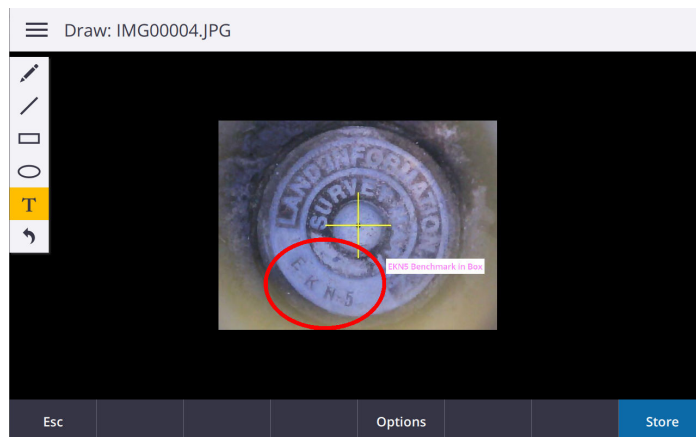 Draw: IMG00004.JPG
T
LAND INFORMATION
SURVEY
EKN5 Benchmark in Box
EKN-5
Esc
Options
Store